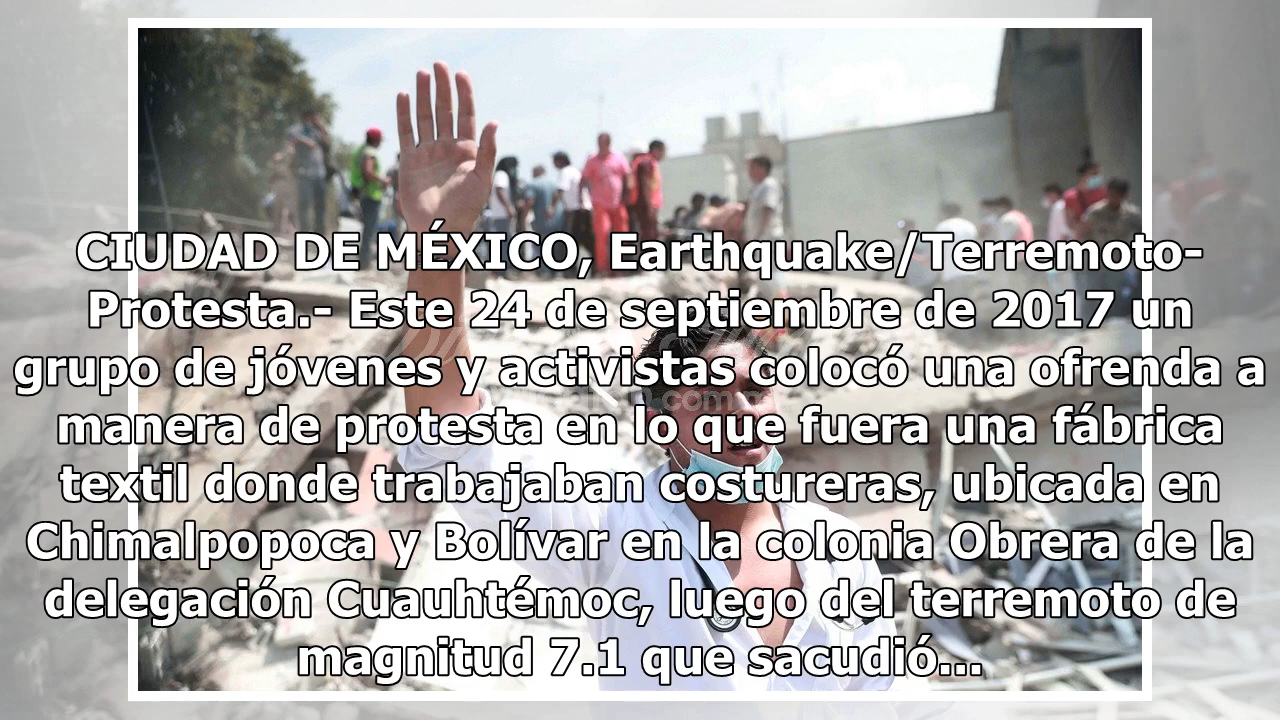 CIUDAD DE MÉXICO, Earthquake/Terremoto-
Protesta.- Este 24 de septiembre de 2017 un
grupo de jóvenes y activistas colocó una ofrenda a
manera de protesta en lo que fuera una fábrica
textil donde trabajaban costureras, ubicada en
Chimalpopoca y Bolívar en la colonia Obrera de la
delegación Cuauhtémoc, luego del terremoto de
magnitud 7.1 que sacudió...